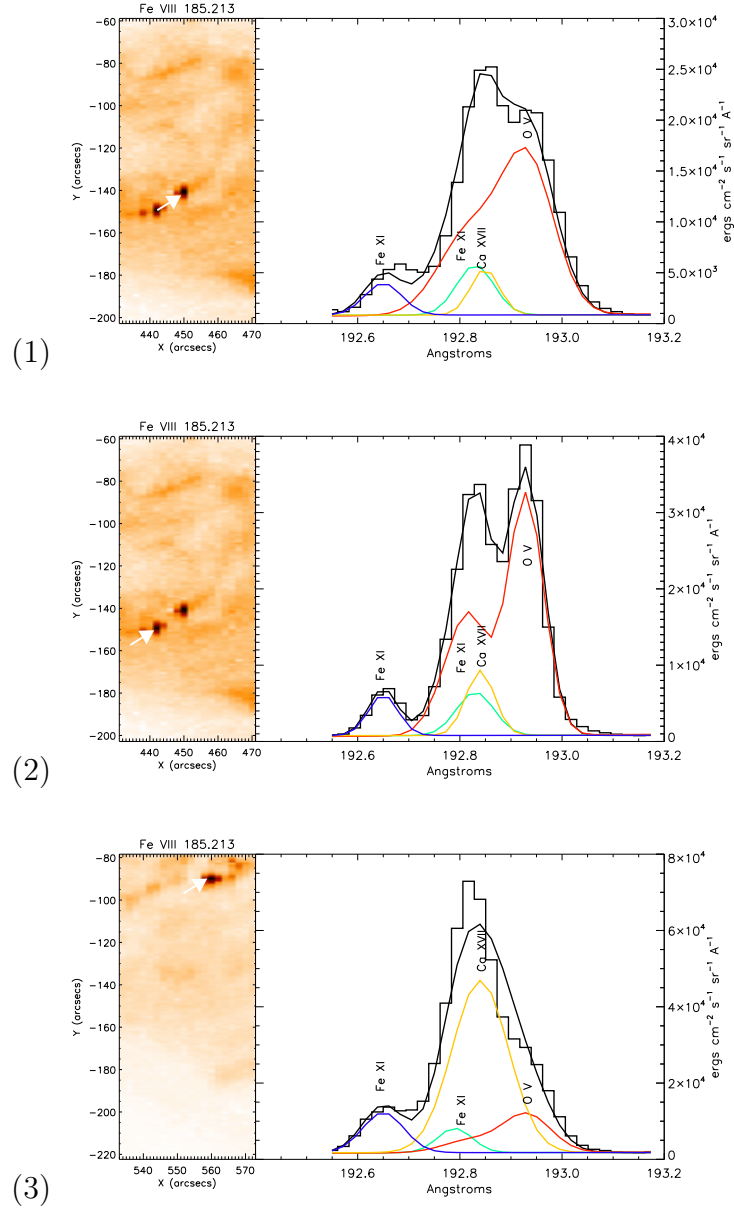 Fe VIII 185.213
−60
−80
−100
−120
−140
−160
−180
−200
Y (arcsecs)
440 450 460 470
X (arcsecs)
Fe XI
Fe XI
Ca XVII
O V
3.0×10⁴
2.5×10⁴
2.0×10⁴
1.5×10⁴
1.0×10⁴
5.0×10³
0
ergs cm⁻² s⁻¹ sr⁻¹ A⁻¹
192.6 192.8 193.0 193.2
Angstroms
(1)
Fe VIII 185.213
−60
−80
−100
−120
−140
−160
−180
−200
Y (arcsecs)
440 450 460 470
X (arcsecs)
Fe XI
Fe XI
Ca XVII
O V
4×10⁴
3×10⁴
2×10⁴
1×10⁴
0
ergs cm⁻² s⁻¹ sr⁻¹ A⁻¹
192.6 192.8 193.0 193.2
Angstroms
(2)
Fe VIII 185.213
−80
−100
−120
−140
−160
−180
−200
−220
Y (arcsecs)
540 550 560 570
X (arcsecs)
Fe XI
Fe XI
Ca XVII
O V
8×10⁴
6×10⁴
4×10⁴
2×10⁴
0
ergs cm⁻² s⁻¹ sr⁻¹ A⁻¹
192.6 192.8 193.0 193.2
Angstroms
(3)